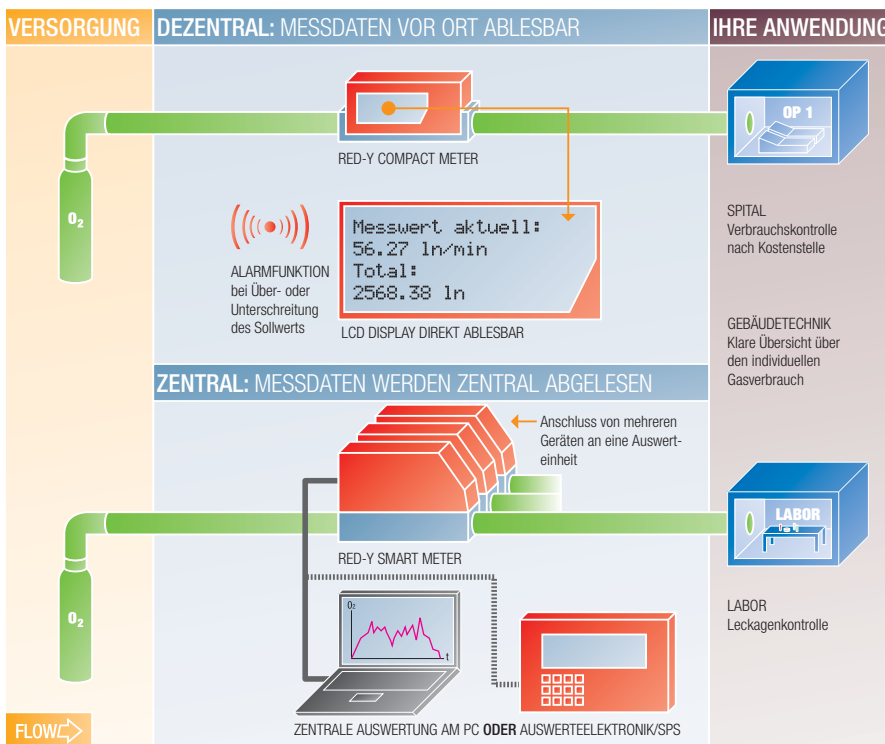 VERSORGUNG
DEZENTRAL: MESSDATEN VOR ORT ABLESBAR
IHRE ANWENDUNG
O₂
RED-Y COMPACT METER
OP 1
ALARMFUNKTION
bei Über- oder
Unterschreitung
des Sollwerts
Messwert aktuell:
56.27 ln/min
Total:
2568.38 ln
LCD DISPLAY DIREKT ABLESBAR
SPITAL
Verbrauchskontrolle
nach Kostenstelle
GEBÄUDETECHNIK
Klare Übersicht über
den individuellen
Gasverbrauch
ZENTRAL: MESSDATEN WERDEN ZENTRAL ABGELESEN
Anschluss von mehreren
Geräten an eine Auswert-
einheit
O₂
RED-Y SMART METER
LABOR
O₂
t
LABOR
Leckagenkontrolle
ZENTRALE AUSWERTUNG AM PC ODER AUSWERTEELEKTRONIK/SPS
FLOW